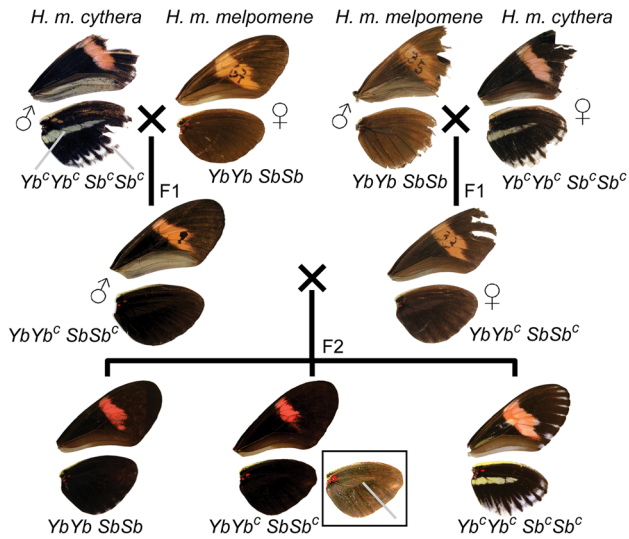 H. m. cythera H. m. melpomene H. m. melpomene H. m. cythera
♂ × ♀ ♂ × ♀
Yb^cYb^c Sb^cSb^c YbYb SbSb YbYb SbSb Yb^cYb^c Sb^cSb^c
F1 F1
♂ × ♀
YbYb^c SbSb^c YbYb^c SbSb^c
F2
YbYb SbSb YbYb^c SbSb^c Yb^cYb^c Sb^cSb^c